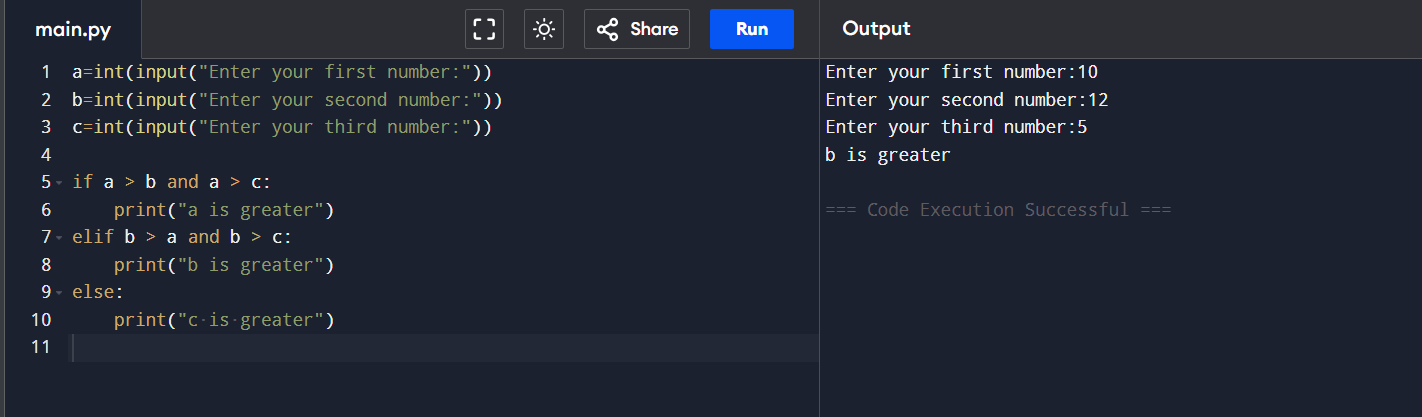 main.py Share Run Output
1 a=int(input("Enter your first number:"))
2 b=int(input("Enter your second number:"))
3 c=int(input("Enter your third number:"))
4
5 if a > b and a > c:
6     print("a is greater")
7 elif b > a and b > c:
8     print("b is greater")
9 else:
10     print("c·is·greater")
11
Enter your first number:10
Enter your second number:12
Enter your third number:5
b is greater
=== Code Execution Successful ===